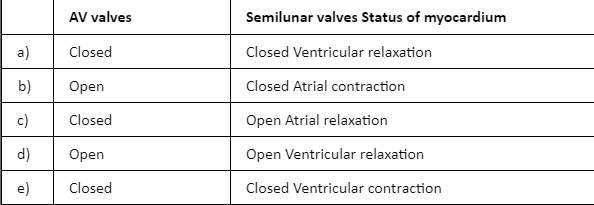 AV valves Semilunar valves Status of myocardium
a) Closed Closed Ventricular relaxation
b) Open Closed Atrial contraction
c) Closed Open Atrial relaxation
d) Open Open Ventricular relaxation
e) Closed Closed Ventricular contraction